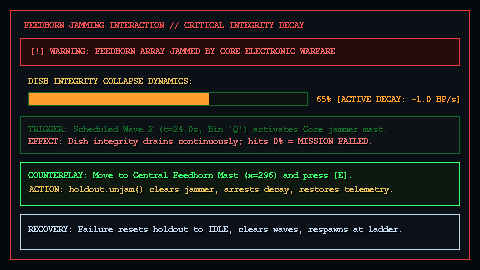 FEEDHORN JAMMING INTERACTION // CRITICAL INTEGRITY DECAY
[!] WARNING: FEEDHORN ARRAY JAMMED BY CORE ELECTRONIC WARFARE
DISH INTEGRITY COLLAPSE DYNAMICS:
65% [ACTIVE DECAY: -1.0 BP/s]
TRIGGER: Scheduled Wave 2 (t=24.0s, Bin 'Q') activates Core jammer mast.
EFFECT: Dish integrity drains continuously; hits 0% = MISSION FAILED.
COUNTERPLAY: Move to Central Feedhorn Mast (x=296) and press [E].
ACTION: holdout.unjam() clears jammer, arrests decay, restores telemetry.
RECOVERY: Failure resets holdout to IDLE, clears waves, respawns at ladder.